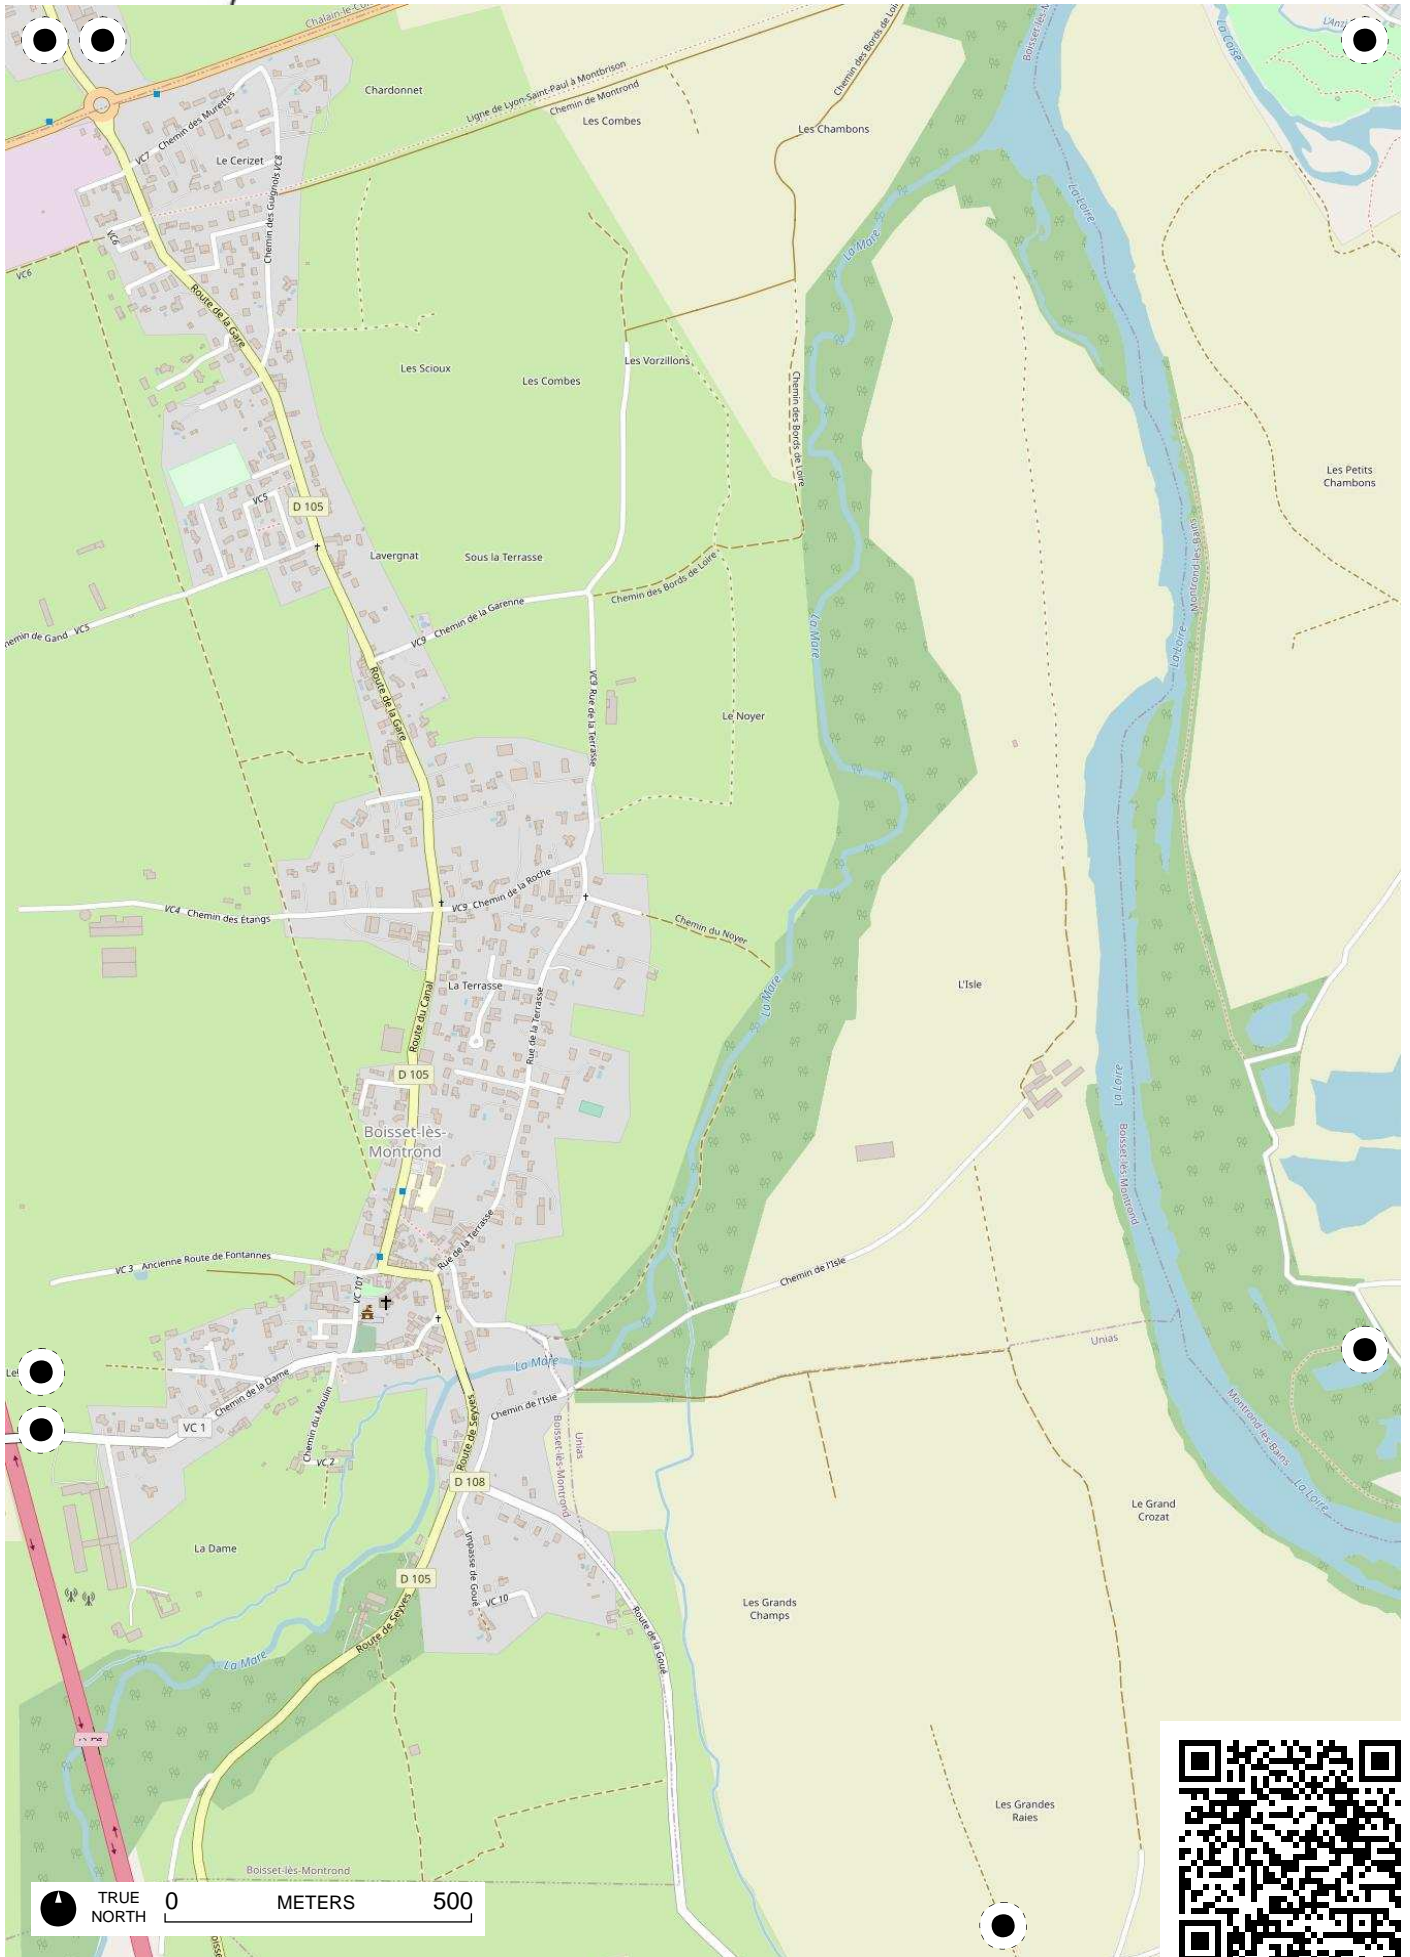 Chardonnet
Ligne de Lyon-Saint-Paul à Montbrison
Chemin de Montrond
Les Combes
Les Chambons
Chemin des Bords de Loire
La Coise
VC7
Chemin des Murettes
Le Cerizet
Chemin des Guignols VC8
VC6
VC6
La Mare
La Loire
Route de la Gare
Les Scioux
Les Combes
Les Vorzillons
Chemin des Bords de Loire
Les Petits
Chambons
VC5
D 105
Lavergnat
Sous la Terrasse
Chemin des Bords de Loire
VC9 Chemin de la Garenne
VC5
La Mare
La Loire
Route de la Gare
VC9 Rue de la Terrasse
Le Noyer
VC4 Chemin des Étangs
VC9 Chemin de la Roche
Chemin du Noyer
La Terrasse
La Mare
L'Isle
Route du Canal
Rue de la Terrasse
D 105
La Loire
Boisset-lès-
Montrond
Boisset-lès-Montrond
Rue de la Terrasse
VC 3 Ancienne Route de Fontannes
VC 101
Chemin de l'Isle
Unias
La Mare
Chemin de la Dame
Chemin du Moulin
Chemin de l'Isle
Route de Seyves
VC 1
VC 2
Unias
Boisset-lès-Montrond
Montrond-les-Bains
La Loire
D 108
Le Grand
Crozat
La Dame
Impasse de Goué
D 105
VC 10
Les Grands
Champs
Route de Seyves
Route de la Goué
La Mare
Les Grandes
Raies
Boisset-lès-Montrond
TRUE
NORTH
0 METERS 500